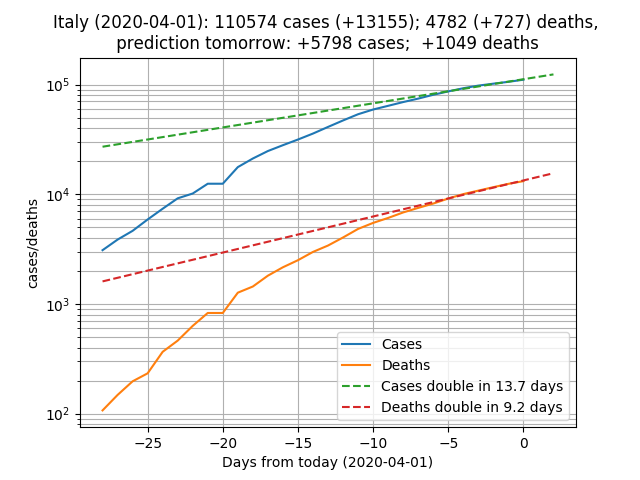 Italy (2020-04-01): 110574 cases (+13155); 4782 (+727) deaths,
prediction tomorrow: +5798 cases;  +1049 deaths
cases/deaths
10^5
10^4
10^3
10^2
Cases
Deaths
Cases double in 13.7 days
Deaths double in 9.2 days
−25 −20 −15 −10 −5 0
Days from today (2020-04-01)